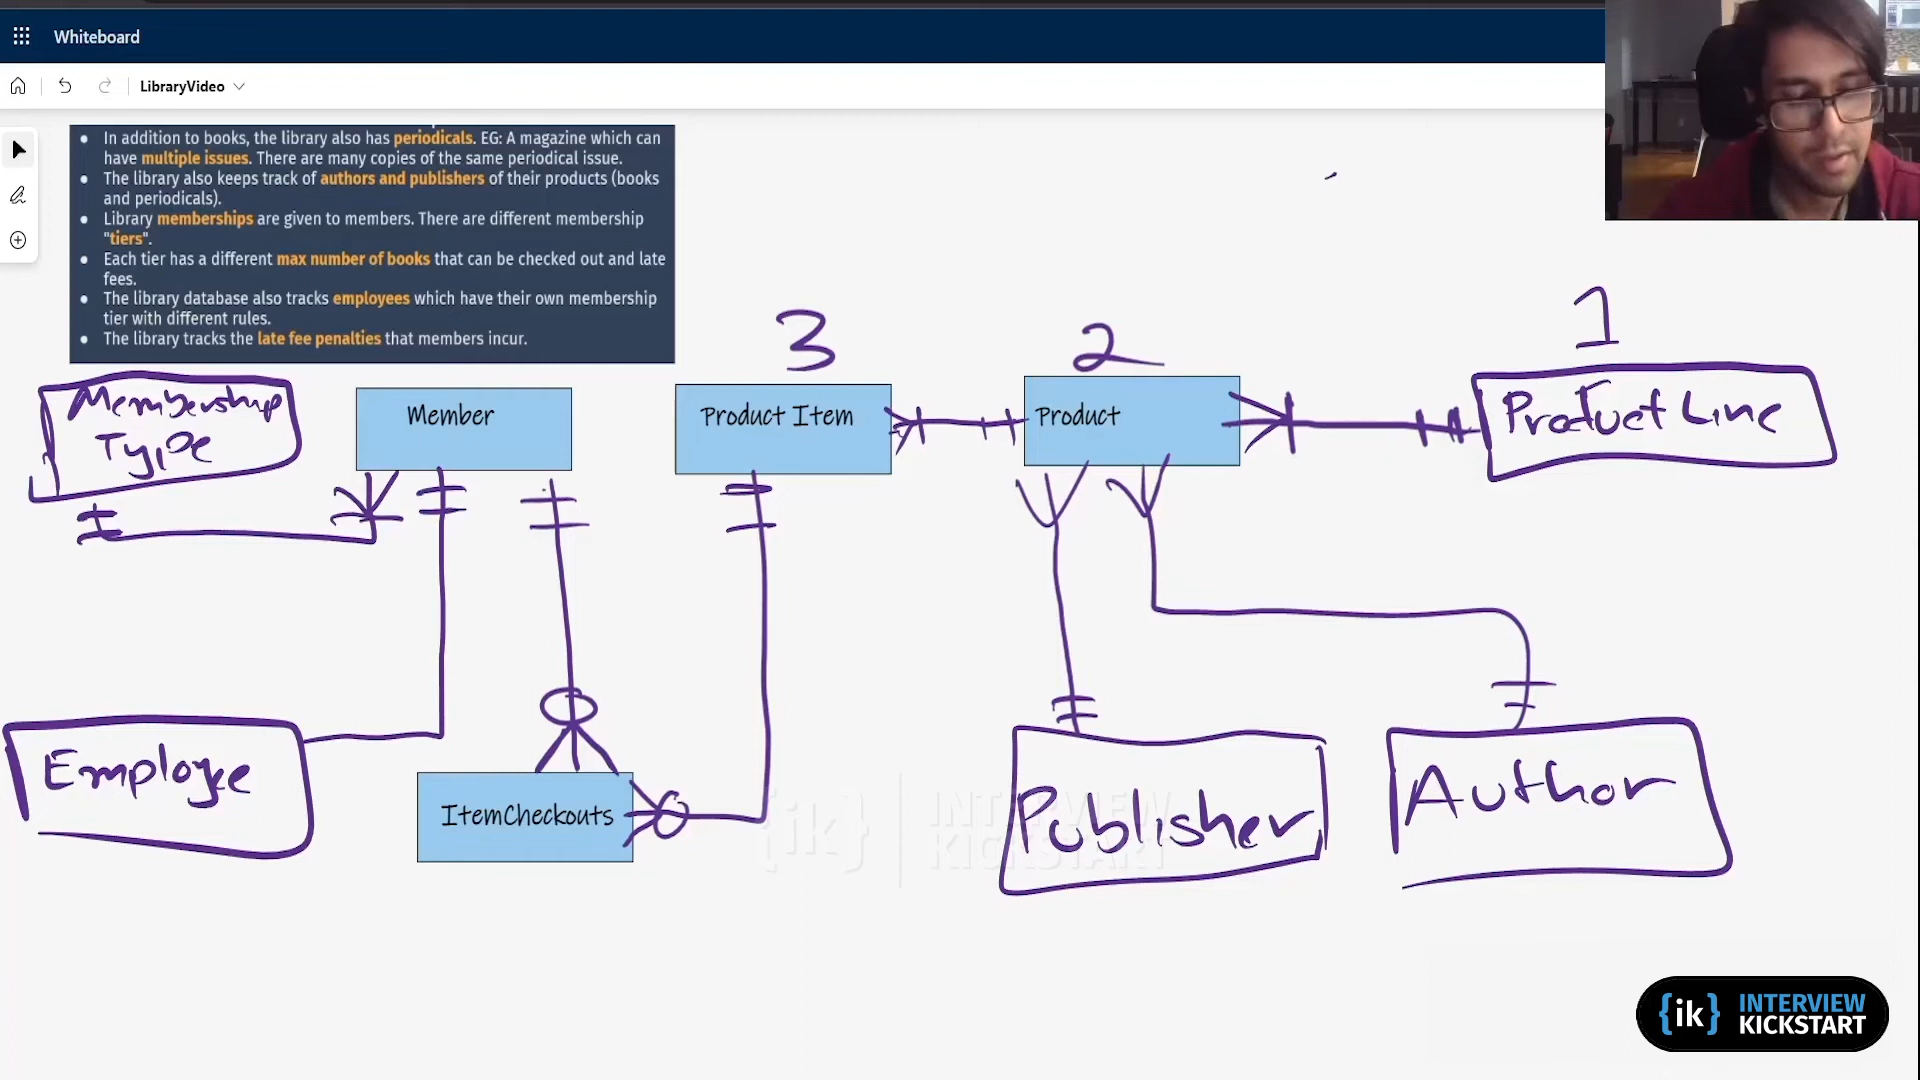 Whiteboard
LibraryVideo
In addition to books, the library also has periodicals. EG: A magazine which can
have multiple issues. There are many copies of the same periodical issue.
The library also keeps track of authors and publishers of their products (books
and periodicals).
Library memberships are given to members. There are different membership
"tiers".
Each tier has a different max number of books that can be checked out and late
fees.
The library database also tracks employees which have their own membership
tier with different rules.
The library tracks the late fee penalties that members incur.
3
2
1
Membership
Type
Member
Product Item
Product
Product Line
Employee
ItemCheckouts
Publisher
Author
{ik} INTERVIEW
KICKSTART
{ik} INTERVIEW
KICKSTART